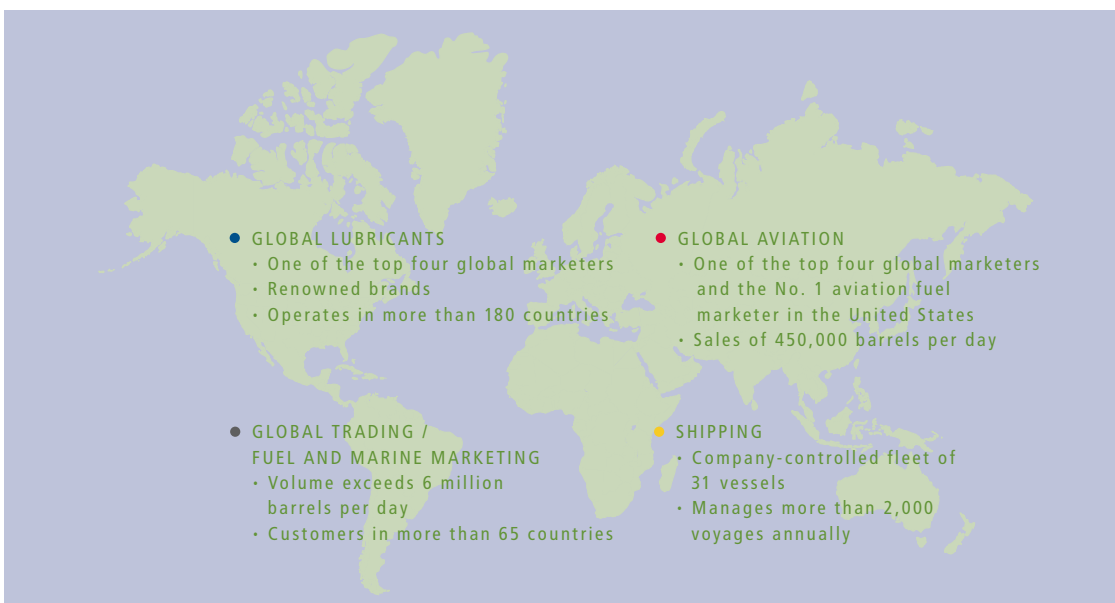 GLOBAL LUBRICANTS
· One of the top four global marketers
· Renowned brands
· Operates in more than 180 countries
GLOBAL AVIATION
· One of the top four global marketers
and the No. 1 aviation fuel
marketer in the United States
· Sales of 450,000 barrels per day
GLOBAL TRADING /
FUEL AND MARINE MARKETING
· Volume exceeds 6 million
barrels per day
· Customers in more than 65 countries
SHIPPING
· Company-controlled fleet of
31 vessels
· Manages more than 2,000
voyages annually